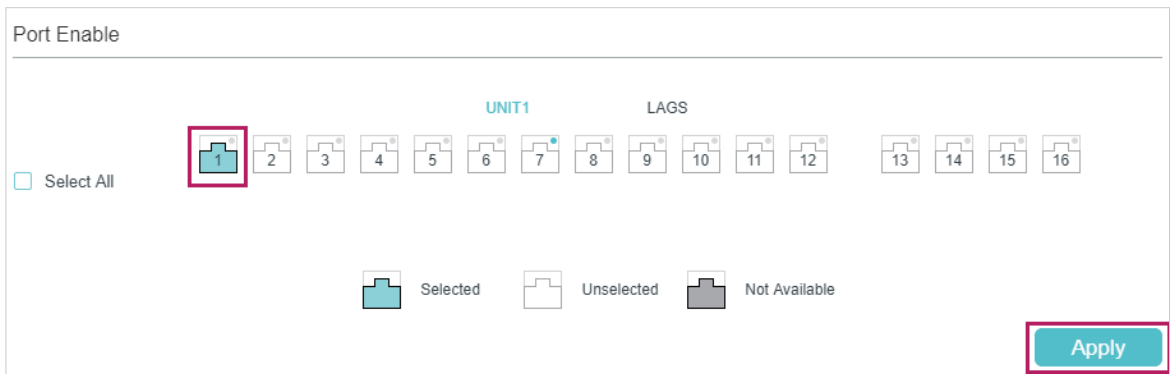 Port Enable
UNIT1 LAGS
1 2 3 4 5 6 7 8 9 10 11 12 13 14 15 16
Select All
Selected Unselected Not Available
Apply